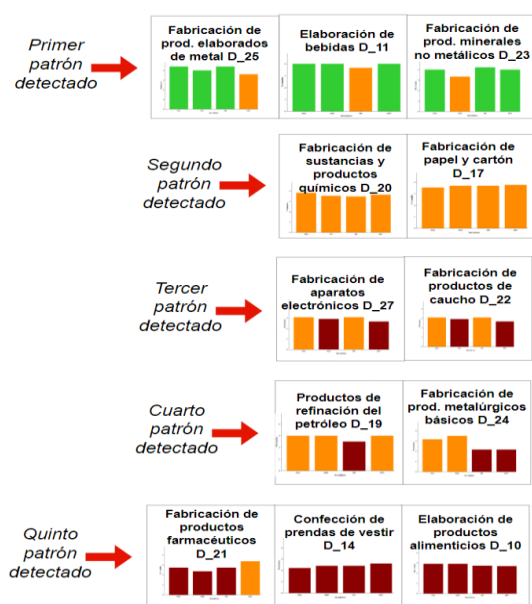 Primer
patrón
detectado
Fabricación de
prod. elaborados
de metal D_25
Elaboración de
bebidas D_11
Fabricación de
prod. minerales
no metálicos D_23
Segundo
patrón
detectado
Fabricación de
sustancias y
productos
químicos D_20
Fabricación de
papel y cartón
D_17
Tercer
patrón
detectado
Fabricación de
aparatos
electrónicos D_27
Fabricación de
productos de
caucho D_22
Cuarto
patrón
detectado
Productos de
refinación del
petróleo D_19
Fabricación de
prod. metalúrgicos
básicos D_24
Quinto
patrón
detectado
Fabricación de
productos
farmacéuticos
D_21
Confección de
prendas de vestir
D_14
Elaboración de
productos
alimenticios D_10